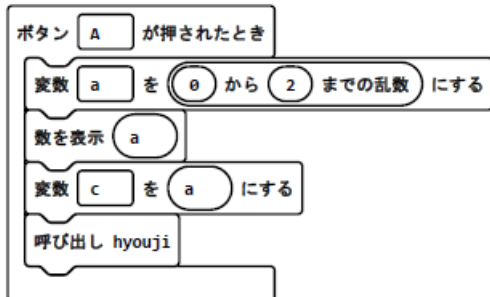 ボタン A が押されたとき
変数 a を 0 から 2 までの乱数 にする
数を表示 a
変数 c を a にする
呼び出し hyouji